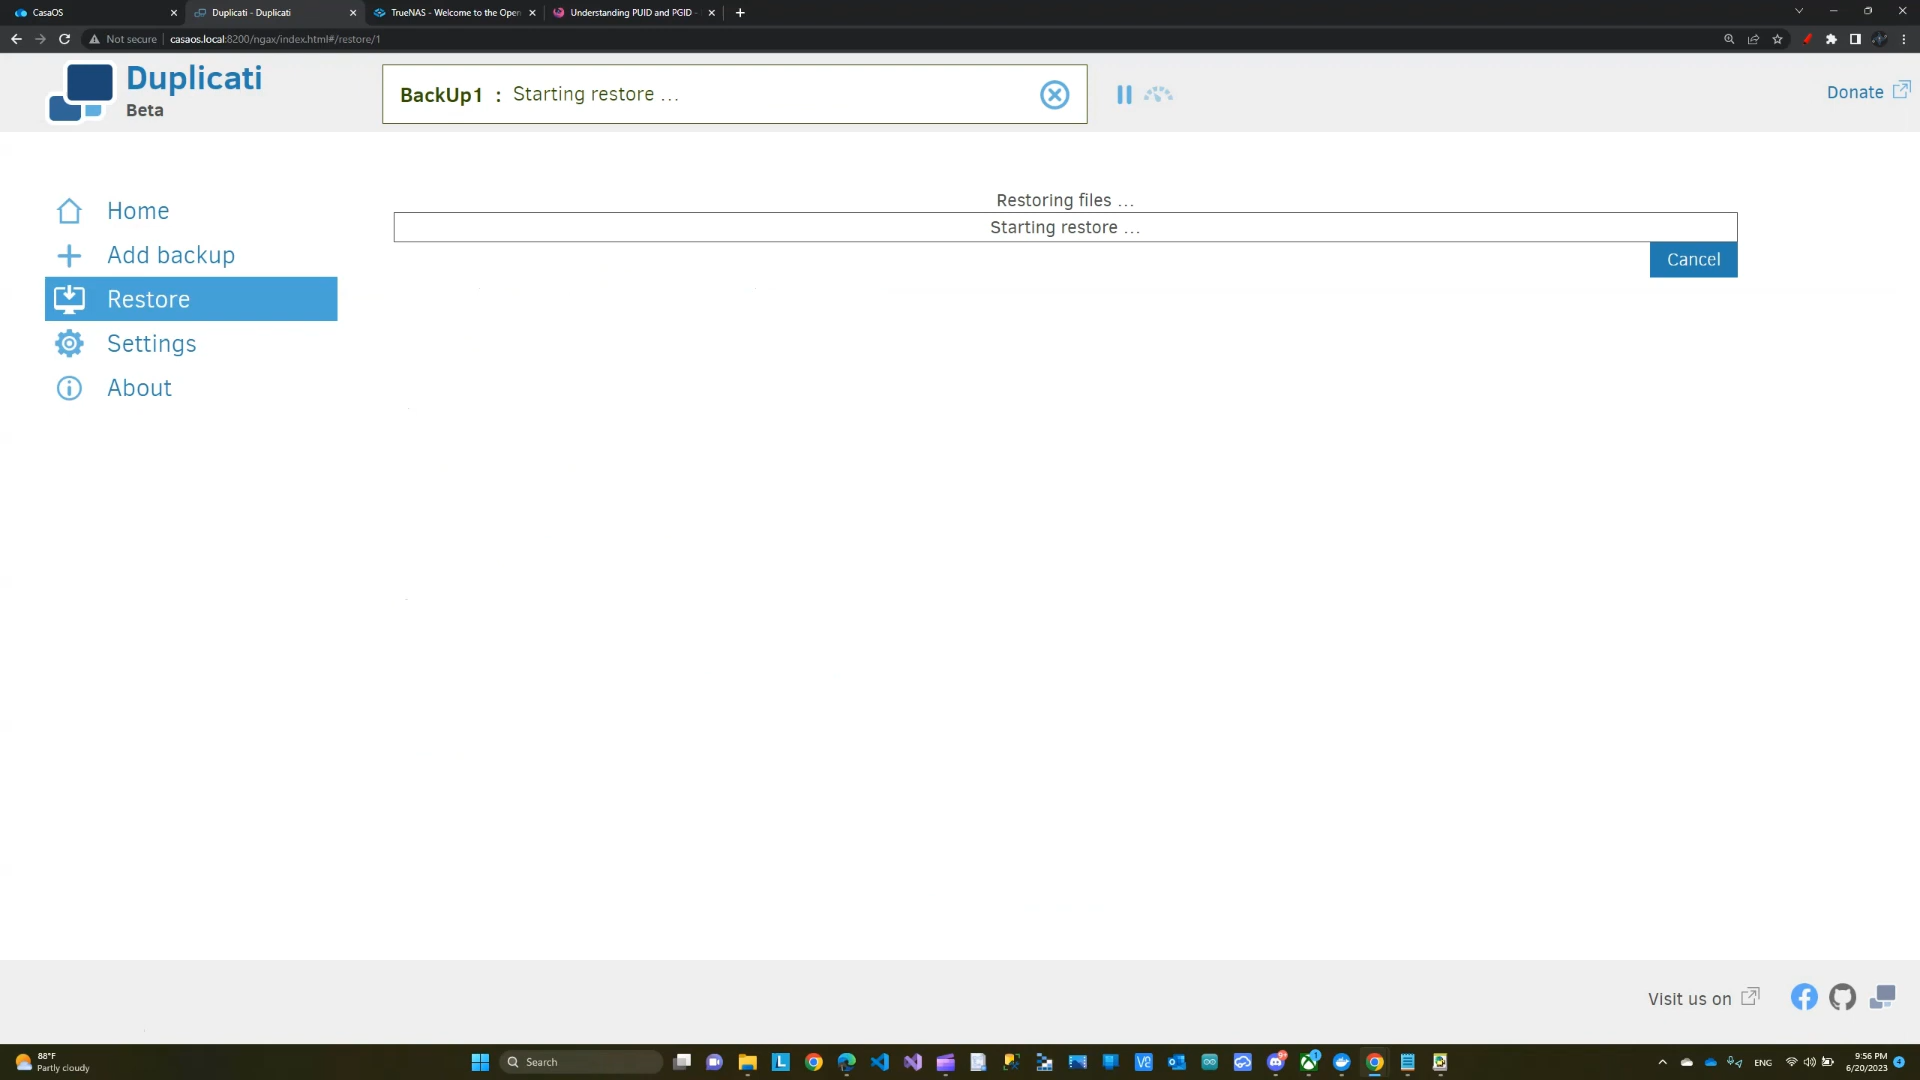 CasaOS
Duplicati - Duplicati
TrueNAS - Welcome to the Open
Understanding PUID and PGID -
Not secure
casaos.local:8200/ngax/index.html#/restore/1
Duplicati
Beta
BackUp1 : Starting restore ...
Donate
Home
Add backup
Restore
Settings
About
Restoring files ...
Starting restore ...
Cancel
Visit us on
88°F
Partly cloudy
Search
ENG
9:56 PM
6/20/2023
4